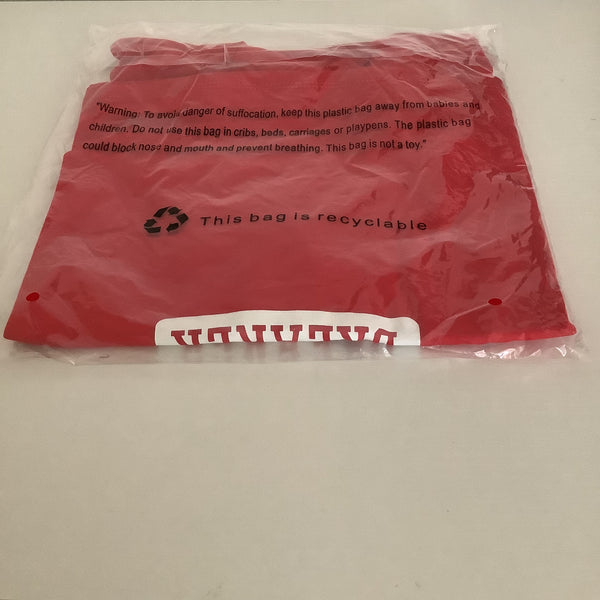 "Warning: To avoid danger of suffocation, keep this plastic bag away from babies and
children. Do not use this bag in cribs, beds, carriages or playpens. The plastic bag
could block nose and mouth and prevent breathing. This bag is not a toy."
This bag is recyclable